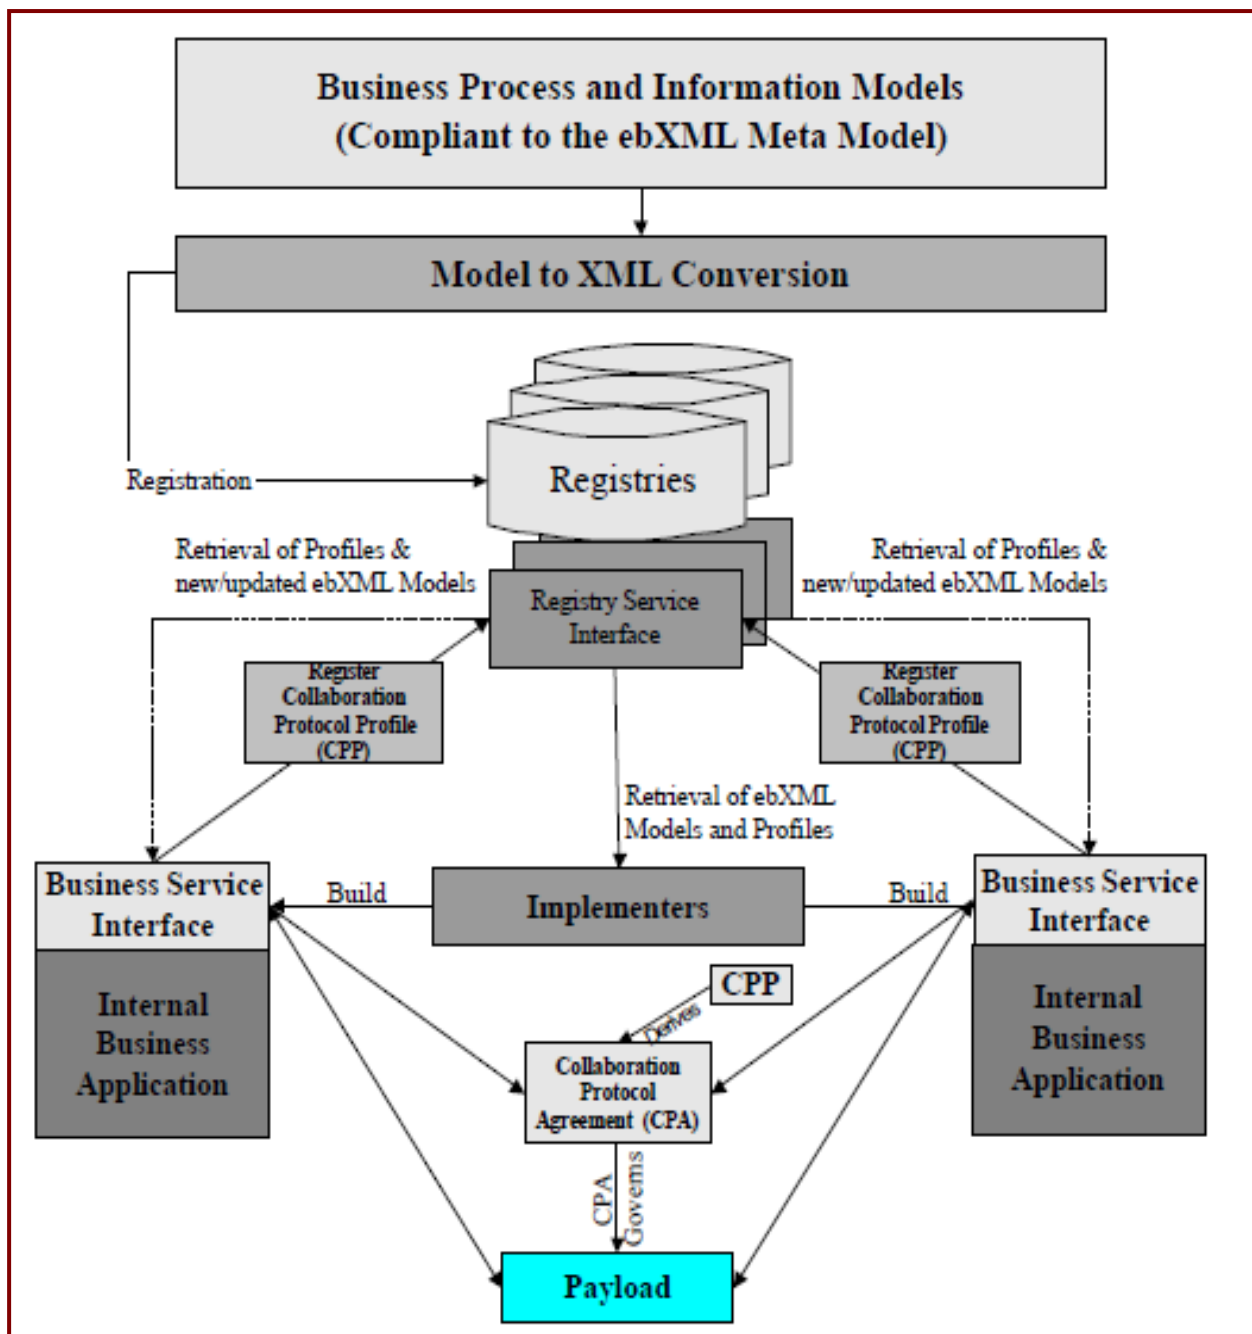 Business Process and Information Models
(Compliant to the ebXML Meta Model)
Model to XML Conversion
Registries
Registration
Retrieval of Profiles &
new/updated ebXML Models
Retrieval of Profiles &
new/updated ebXML Models
Registry Service
Interface
Register
Collaboration
Protocol Profile
(CPP)
Register
Collaboration
Protocol Profile
(CPP)
Retrieval of ebXML
Models and Profiles
Business Service
Interface
Build
Implementers
Build
Business Service
Interface
Internal
Business
Application
CPP
Derives
Internal
Business
Application
Collaboration
Protocol
Agreement (CPA)
CPA
Governs
Payload